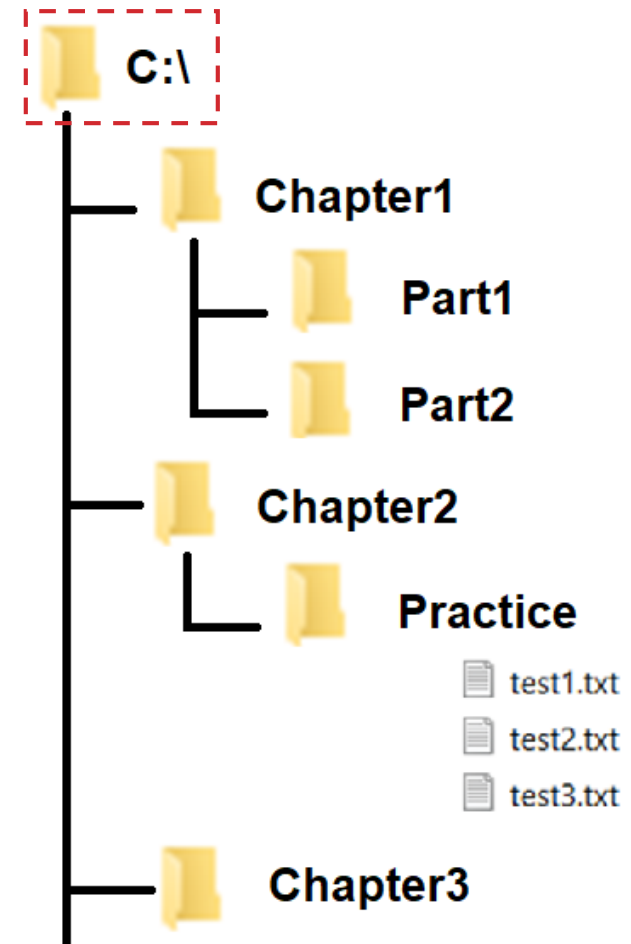 C:\
Chapter1
Part1
Part2
Chapter2
Practice
test1.txt
test2.txt
test3.txt
Chapter3